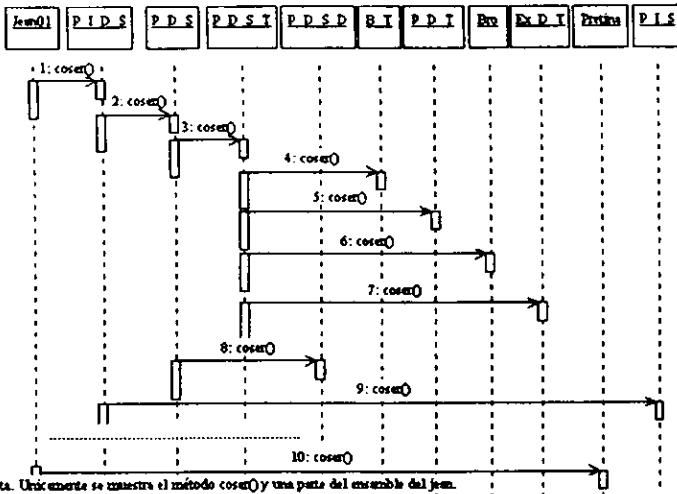 Jean01 P I D S P D S P D S T P D S D B T P D T Bro Ex D T Pretina P I S
1: coser()
2: coser()
3: coser()
4: coser()
5: coser()
6: coser()
7: coser()
8: coser()
9: coser()
10: coser()
ta. Unicamente se muestra el método coser() y una parte del ensamble del jean.